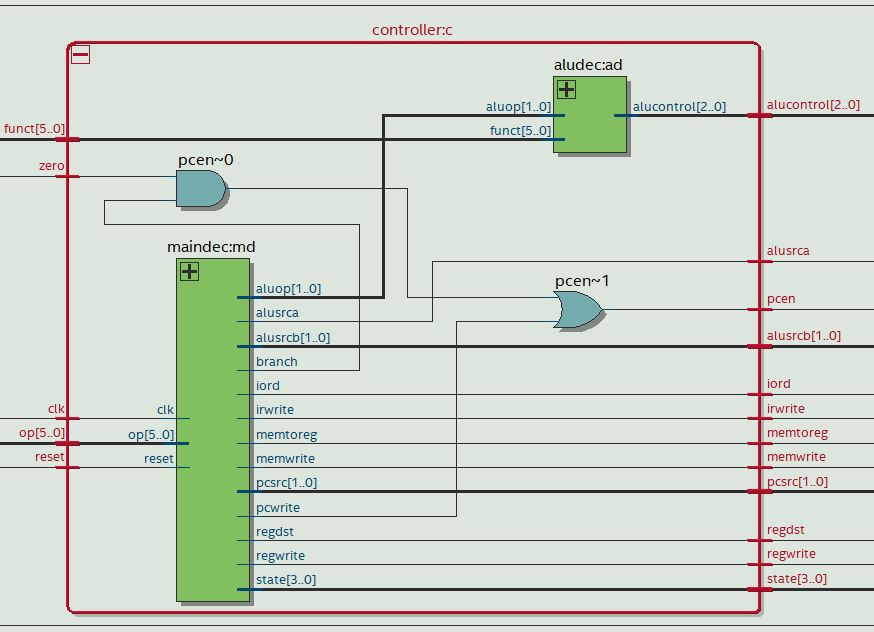 controller:c
aludec:ad
aluop[1..0]
alucontrol[2..0]
alucontrol[2..0]
funct[5..0]
funct[5..0]
zero
pcen~0
maindec:md
alusrca
pcen~1
aluop[1..0]
pcen
alusrca
alusrcb[1..0]
alusrcb[1..0]
branch
iord
iord
clk
clk
irwrite
irwrite
op[5..0]
op[5..0]
memtoreg
memtoreg
reset
reset
memwrite
memwrite
pcsrc[1..0]
pcsrc[1..0]
pcwrite
regdst
regdst
regwrite
regwrite
state[3..0]
state[3..0]